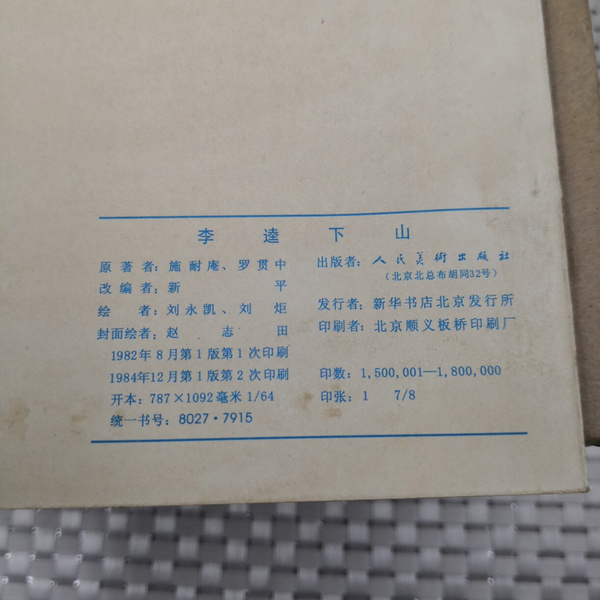 李逵下山
原著者：施耐庵、罗贯中
改编者：新平
绘者：刘永凯、刘炬
封面绘者：赵志田
1982年8月第1版第1次印刷
1984年12月第1版第2次印刷
开本：787×1092毫米1/64
统一书号：8027·7915
出版者：人民美术出版社
（北京北总布胡同32号）
发行者：新华书店北京发行所
印刷者：北京顺义板桥印刷厂
印数：1,500,001—1,800,000
印张：1 7/8